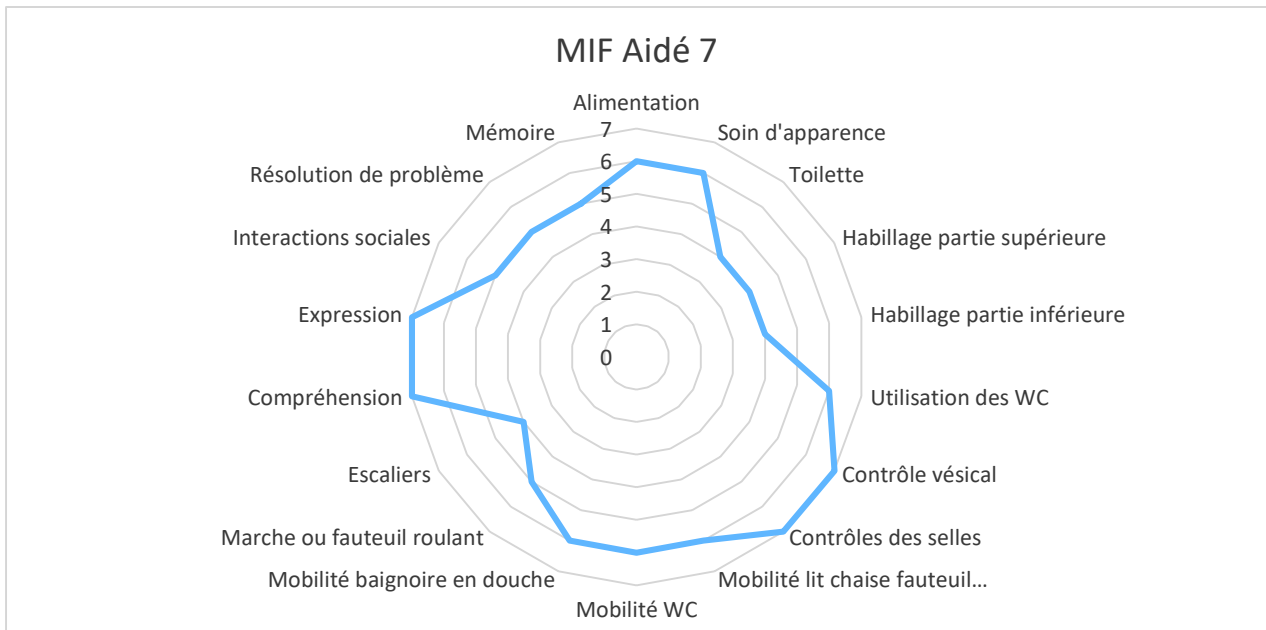 MIF Aidé 7
Alimentation
Soin d'apparence
Toilette
Habillage partie supérieure
Habillage partie inférieure
Utilisation des WC
Contrôle vésical
Contrôles des selles
Mobilité lit chaise fauteuil...
Mobilité WC
Mobilité baignoire en douche
Marche ou fauteuil roulant
Escaliers
Compréhension
Expression
Interactions sociales
Résolution de problème
Mémoire
7
6
5
4
3
2
1
0